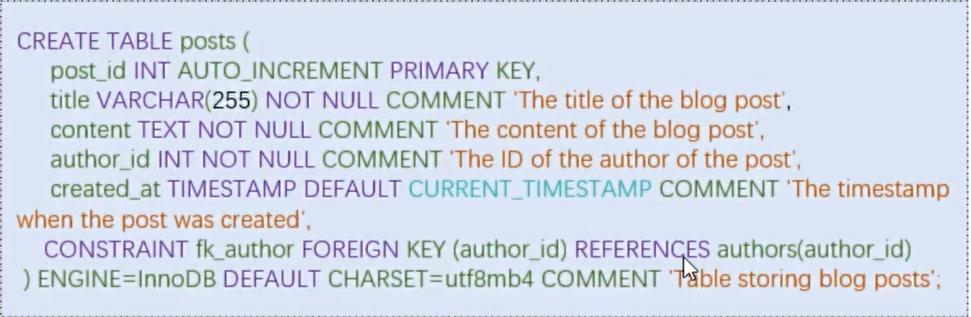 CREATE TABLE posts (
post_id INT AUTO_INCREMENT PRIMARY KEY,
title VARCHAR(255) NOT NULL COMMENT 'The title of the blog post',
content TEXT NOT NULL COMMENT 'The content of the blog post',
author_id INT NOT NULL COMMENT 'The ID of the author of the post',
created_at TIMESTAMP DEFAULT CURRENT_TIMESTAMP COMMENT 'The timestamp
when the post was created',
CONSTRAINT fk_author FOREIGN KEY (author_id) REFERENCES authors(author_id)
) ENGINE=InnoDB DEFAULT CHARSET=utf8mb4 COMMENT 'Table storing blog posts';